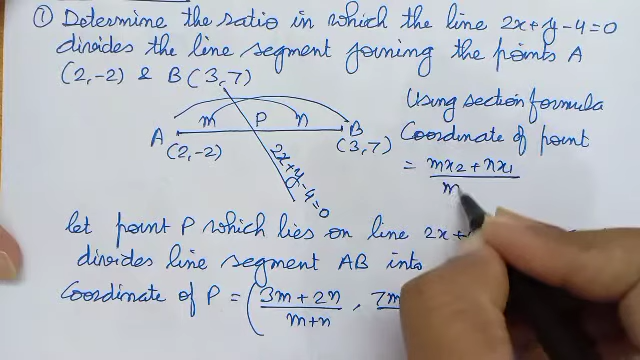 ① Determine the ratio in which the line 2x+y-4=0
divides the line segment joining the points A
(2,-2) & B(3,7)
A m P n B
(2,-2) (3,7)
2x+y-4=0
Using section formula
Coordinate of point
= mx₂+nx₁
m
let point P which lies on line 2x+
divides line segment AB into
Coordinate of P = (3m+2n / m+n , 7m